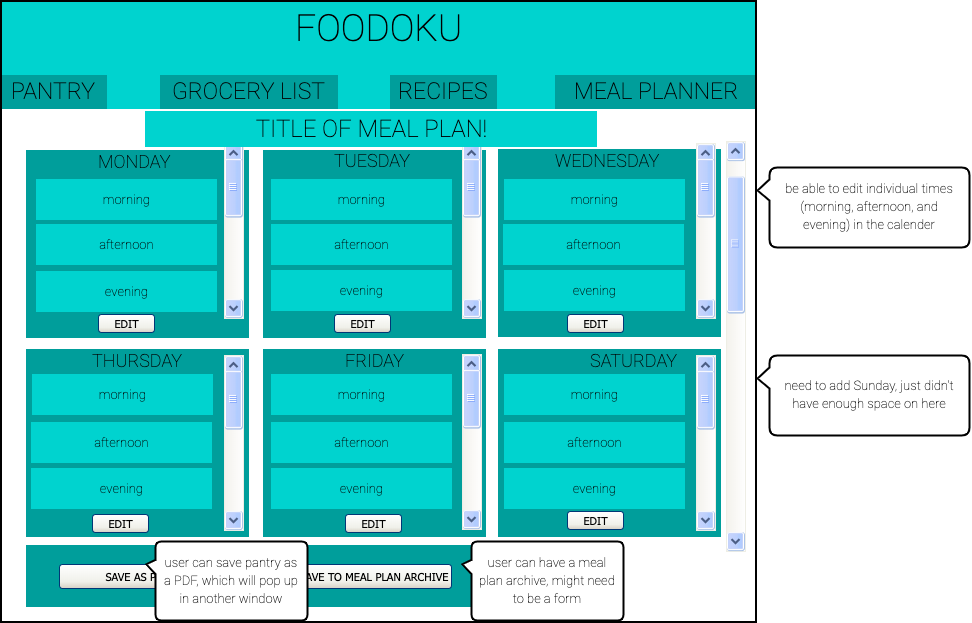 FOODOKU
PANTRY GROCERY LIST RECIPES MEAL PLANNER
TITLE OF MEAL PLAN!
MONDAY TUESDAY WEDNESDAY
morning morning morning
afternoon afternoon afternoon
evening evening evening
EDIT EDIT EDIT
be able to edit individual times
(morning, afternoon, and
evening) in the calender
THURSDAY FRIDAY SATURDAY
morning morning morning
afternoon afternoon afternoon
evening evening evening
EDIT EDIT EDIT
need to add Sunday, just didn't
have enough space on here
SAVE AS
user can save pantry as
a PDF, which will pop up
in another window
TO MEAL PLAN ARCHIVE
user can have a meal
plan archive, might need
to be a form